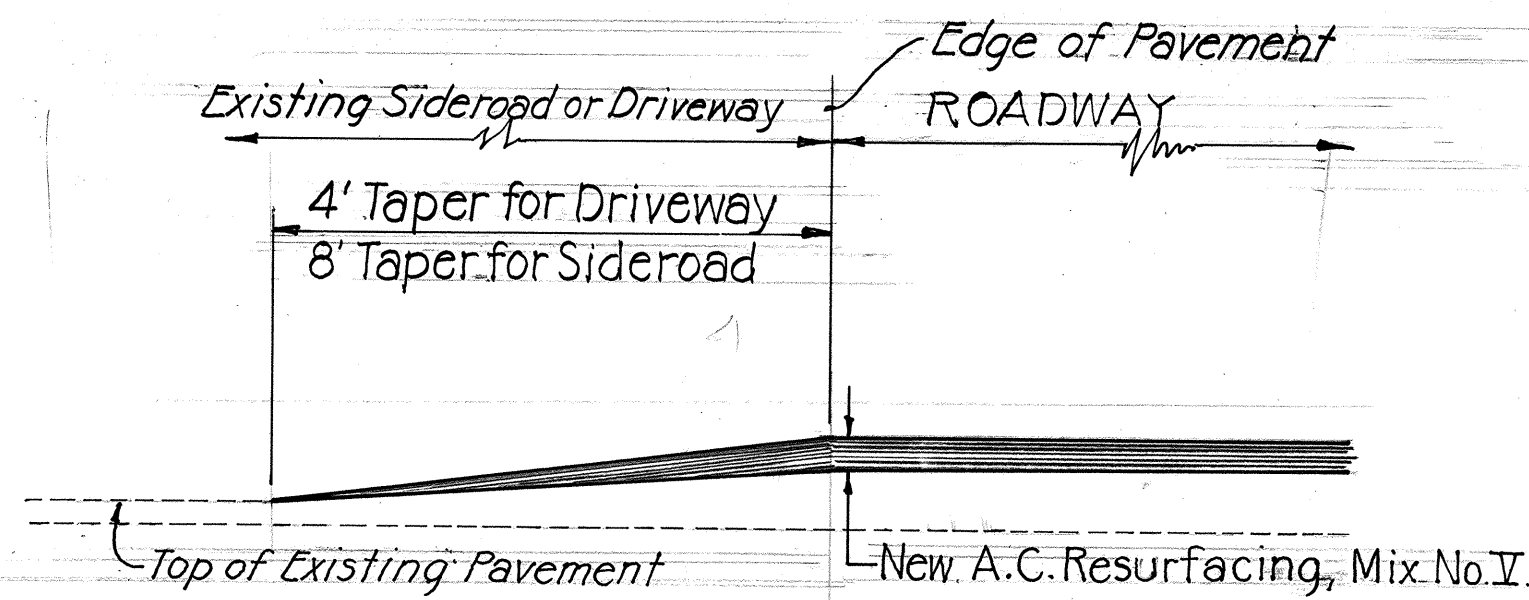 Edge of Pavement
Existing Sideroad or Driveway
ROADWAY
4' Taper for Driveway
8' Taper for Sideroad
Top of Existing Pavement
New A.C. Resurfacing, Mix No. V.